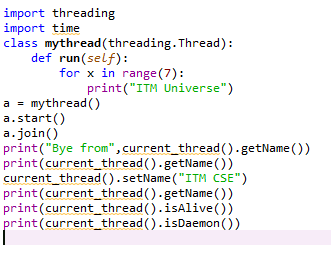 import threading
import time
class mythread(threading.Thread):
    def run(self):
        for x in range(7):
            print("ITM Universe")
a = mythread()
a.start()
a.join()
print("Bye from",current_thread().getName())
print(current_thread().getName())
current_thread().setName("ITM CSE")
print(current_thread().getName())
print(current_thread().isAlive())
print(current_thread().isDaemon())